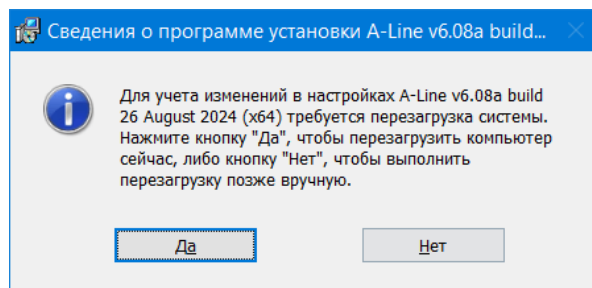 Сведения о программе установки A-Line v6.08a build...
Для учета изменений в настройках A-Line v6.08a build
26 August 2024 (x64) требуется перезагрузка системы.
Нажмите кнопку "Да", чтобы перезагрузить компьютер
сейчас, либо кнопку "Нет", чтобы выполнить
перезагрузку позже вручную.
Да
Нет